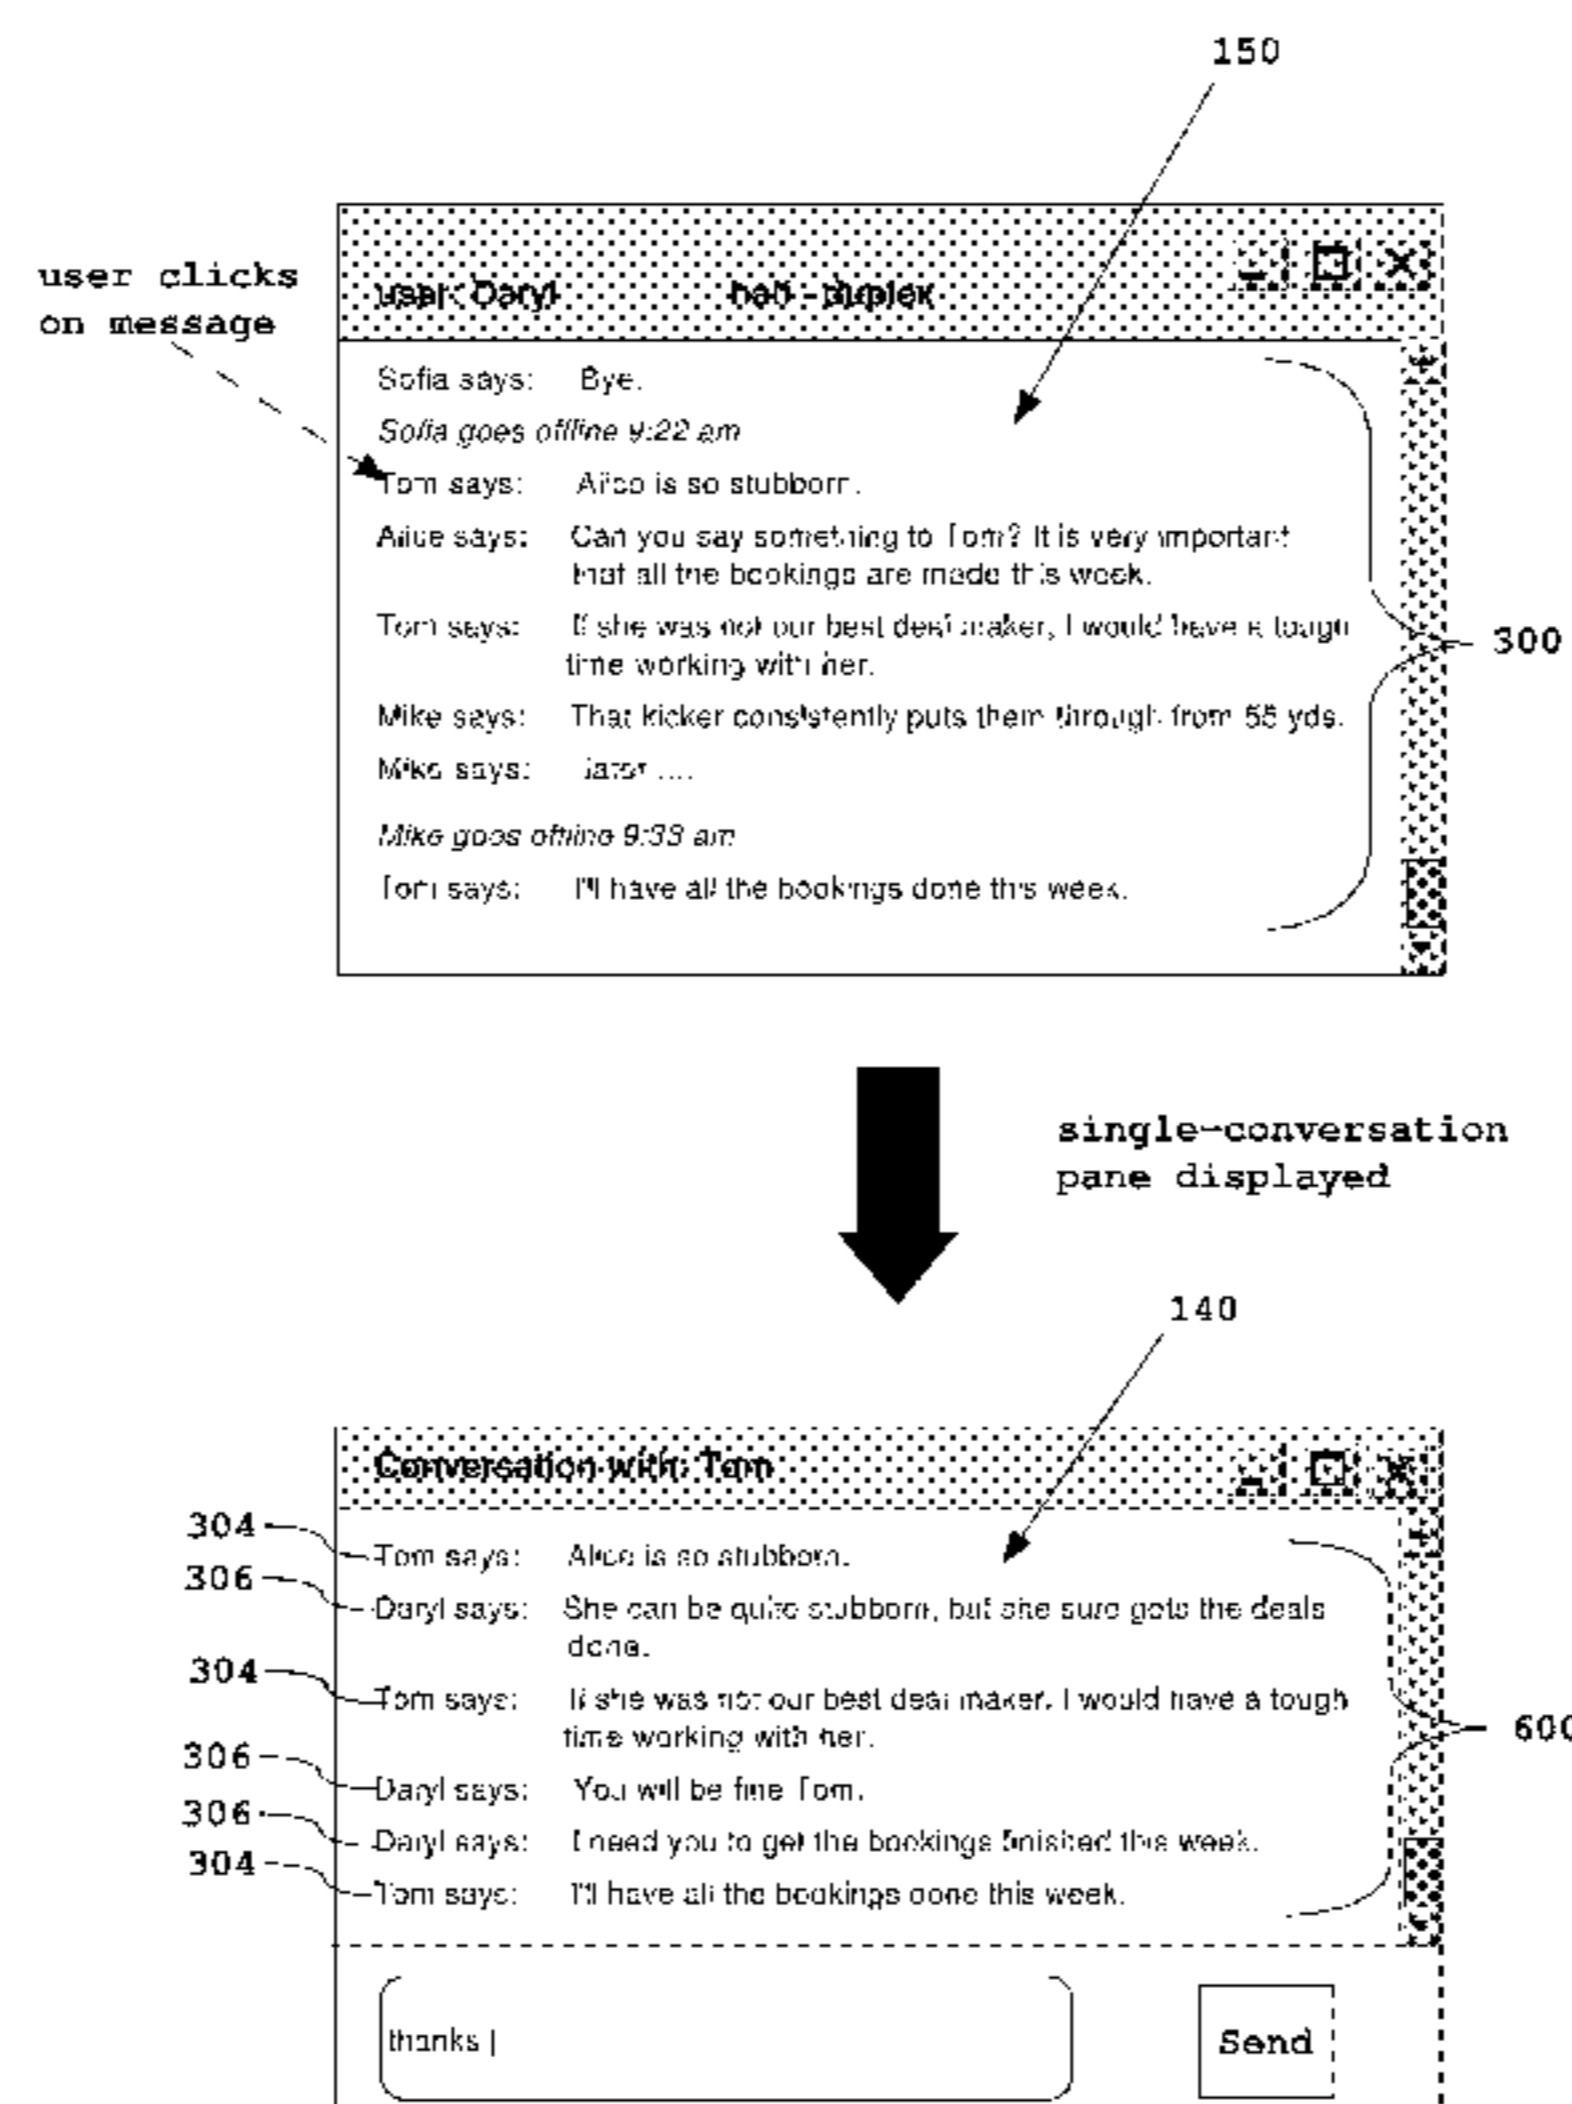 150
user clicks
on message
user: Daryl half - duplex
Sofia says: Bye.
Sofia goes offline 9:22 am
Tom says: Alice is so stubborn.
Alice says: Can you say something to Tom? It is very important
that all the bookings are made this week.
Tom says: If she was not our best deal maker, I would have a tough
time working with her.
300
Mike says: That kicker consistently puts them through from 55 yds.
Mike says: later ....
Mike goes offline 9:33 am
Tom says: I'll have all the bookings done this week.
single-conversation
pane displayed
140
Conversation with: Tom
304
Tom says: Alice is so stubborn.
306
Daryl says: She can be quite stubborn, but she sure gets the deals
done.
304
Tom says: If she was not our best deal maker, I would have a tough
time working with her.
600
306
Daryl says: You will be fine Tom.
306
Daryl says: I need you to get the bookings finished this week.
304
Tom says: I'll have all the bookings done this week.
thanks |
Send